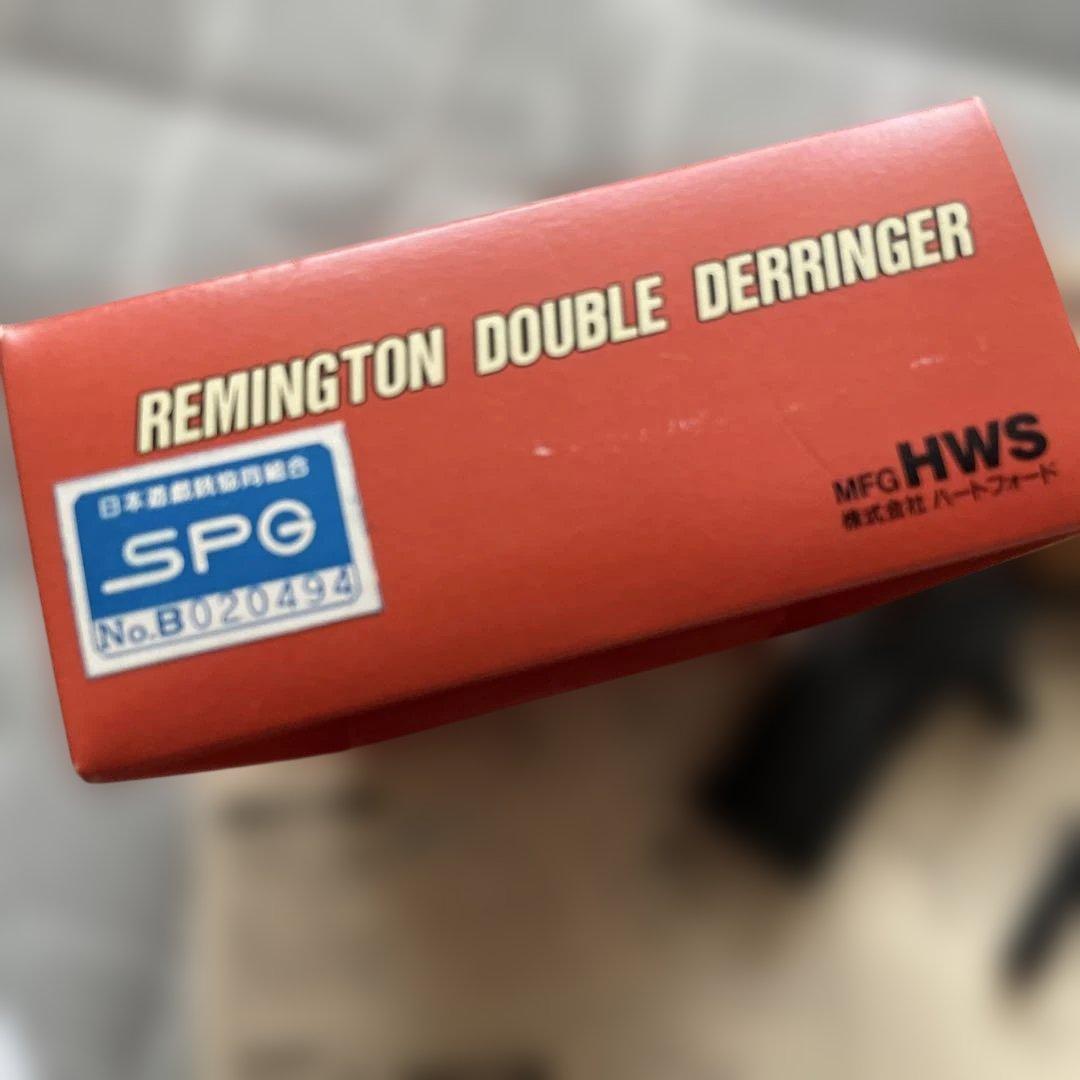 REMINGTON DOUBLE DERRINGER
日本遊戯銃協同組合
SPG
No.B020494
MFG HWS
株式会社 ハートフォード